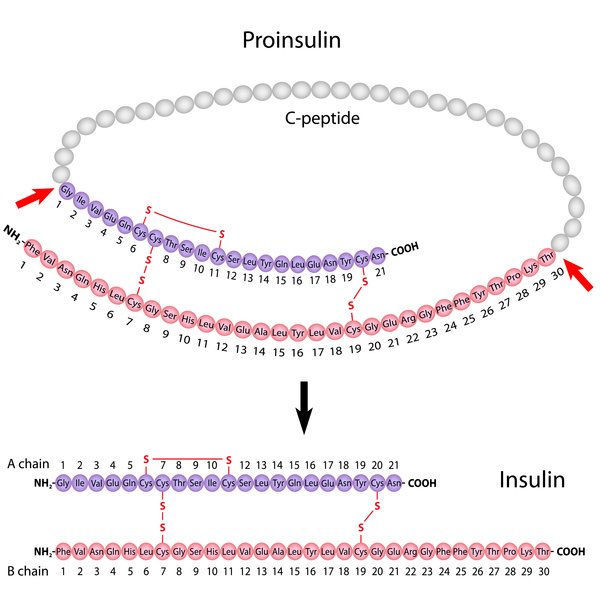 Proinsulin
C-peptide
Gly Ile Val Glu Gln Cys Cys Thr Ser Ile Cys Ser Leu Tyr Gln Leu Glu Asn Tyr Cys Asn - COOH
S S
1 2 3 4 5 6 8 9 10 11 12 13 14 15 16 17 18 19 21
S
S
S
S
NH2- Phe Val Asn Gln His Leu Cys Gly Ser His Leu Val Glu Ala Leu Tyr Leu Val Cys Gly Glu Arg Gly Phe Phe Tyr Thr Pro Lys Thr
1 2 3 4 5 6 7 8 9 10 11 12 13 14 15 16 17 18 19 20 21 22 23 24 25 26 27 28 29 30
Insulin
A chain 1 2 3 4 5 S 7 8 9 10 S 12 13 14 15 16 17 18 19 20 21
NH2- Gly Ile Val Glu Gln Cys Cys Thr Ser Ile Cys Ser Leu Tyr Gln Leu Glu Asn Tyr Cys Asn - COOH
S S
S S
NH2- Phe Val Asn Gln His Leu Cys Gly Ser His Leu Val Glu Ala Leu Tyr Leu Val Cys Gly Glu Arg Gly Phe Phe Tyr Thr Pro Lys Thr - COOH
B chain 1 2 3 4 5 6 7 8 9 10 11 12 13 14 15 16 17 18 19 20 21 22 23 24 25 26 27 28 29 30